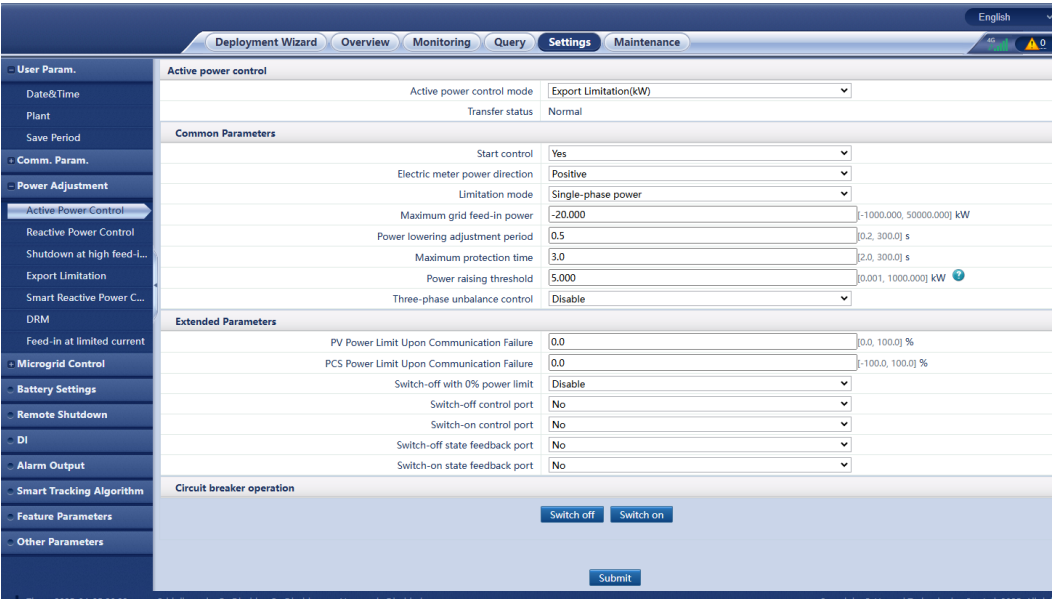 English
Deployment Wizard Overview Monitoring Query Settings Maintenance
4G 0
User Param.
Date&Time
Plant
Save Period
Comm. Param.
Power Adjustment
Active Power Control
Reactive Power Control
Shutdown at high feed-i...
Export Limitation
Smart Reactive Power C...
DRM
Feed-in at limited current
Microgrid Control
Battery Settings
Remote Shutdown
DI
Alarm Output
Smart Tracking Algorithm
Feature Parameters
Other Parameters
Active power control
Active power control mode Export Limitation(kW)
Transfer status Normal
Common Parameters
Start control Yes
Electric meter power direction Positive
Limitation mode Single-phase power
Maximum grid feed-in power -20.000 [-1000.000, 50000.000] kW
Power lowering adjustment period 0.5 [0.2, 300.0] s
Maximum protection time 3.0 [2.0, 300.0] s
Power raising threshold 5.000 [0.001, 1000.000] kW ?
Three-phase unbalance control Disable
Extended Parameters
PV Power Limit Upon Communication Failure 0.0 [0.0, 100.0] %
PCS Power Limit Upon Communication Failure 0.0 [-100.0, 100.0] %
Switch-off with 0% power limit Disable
Switch-off control port No
Switch-on control port No
Switch-off state feedback port No
Switch-on state feedback port No
Circuit breaker operation
Switch off Switch on
Submit